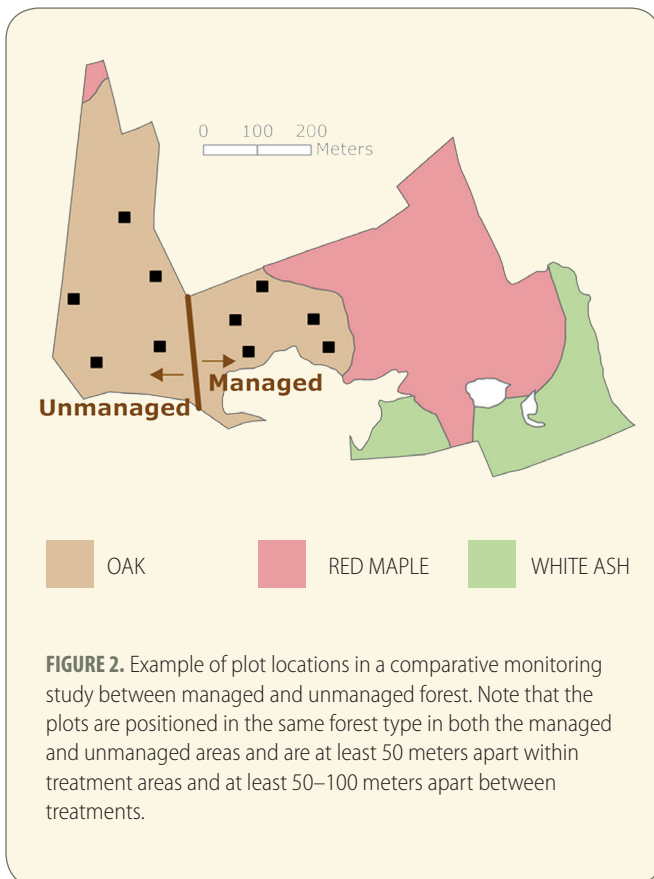 0 100 200
Meters
Managed
Unmanaged
OAK RED MAPLE WHITE ASH
FIGURE 2. Example of plot locations in a comparative monitoring
study between managed and unmanaged forest. Note that the
plots are positioned in the same forest type in both the managed
and unmanaged areas and are at least 50 meters apart within
treatment areas and at least 50–100 meters apart between
treatments.